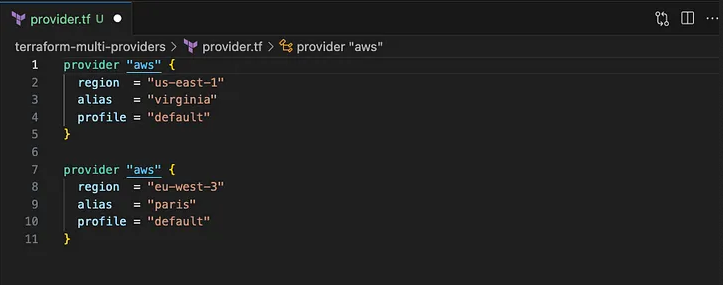 provider.tf U
terraform-multi-providers > provider.tf > provider "aws"
1 provider "aws" {
2   region  = "us-east-1"
3   alias   = "virginia"
4   profile = "default"
5 }
6
7 provider "aws" {
8   region  = "eu-west-3"
9   alias   = "paris"
10   profile = "default"
11 }